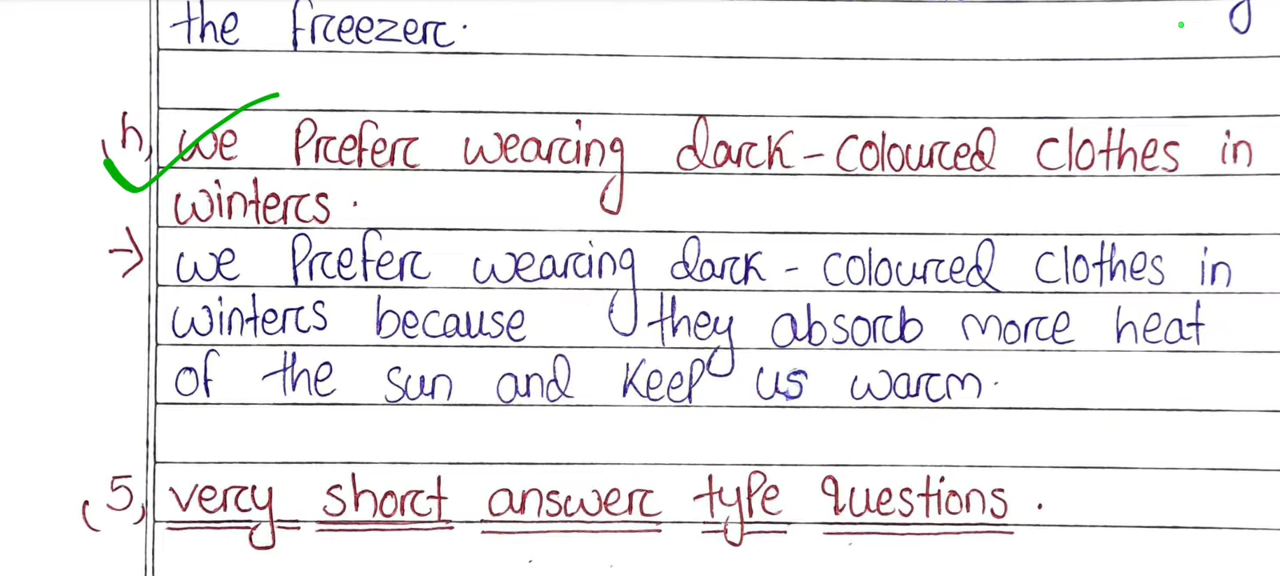 the freezer.
h, we Prefer wearing dark-coloured clothes in
winters.
→ we Prefer wearing dark-coloured clothes in
winters because they absorb more heat
of the sun and keep us warm.
(5, very short answer type questions.